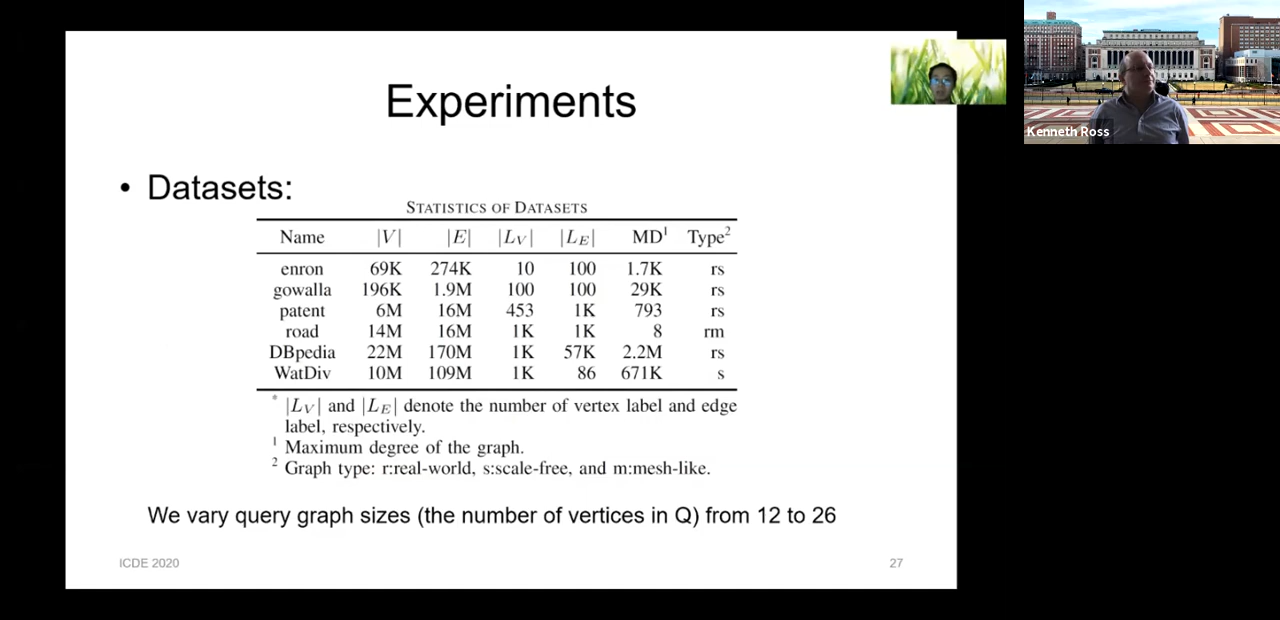 Experiments
Kenneth Ross
• Datasets:
STATISTICS OF DATASETS
Name |V| |E| |L_V| |L_E| MD¹ Type²
enron 69K 274K 10 100 1.7K rs
gowalla 196K 1.9M 100 100 29K rs
patent 6M 16M 453 1K 793 rs
road 14M 16M 1K 1K 8 rm
DBpedia 22M 170M 1K 57K 2.2M rs
WatDiv 10M 109M 1K 86 671K s
* |L_V| and |L_E| denote the number of vertex label and edge
label, respectively.
¹ Maximum degree of the graph.
² Graph type: r:real-world, s:scale-free, and m:mesh-like.
We vary query graph sizes (the number of vertices in Q) from 12 to 26
ICDE 2020 27